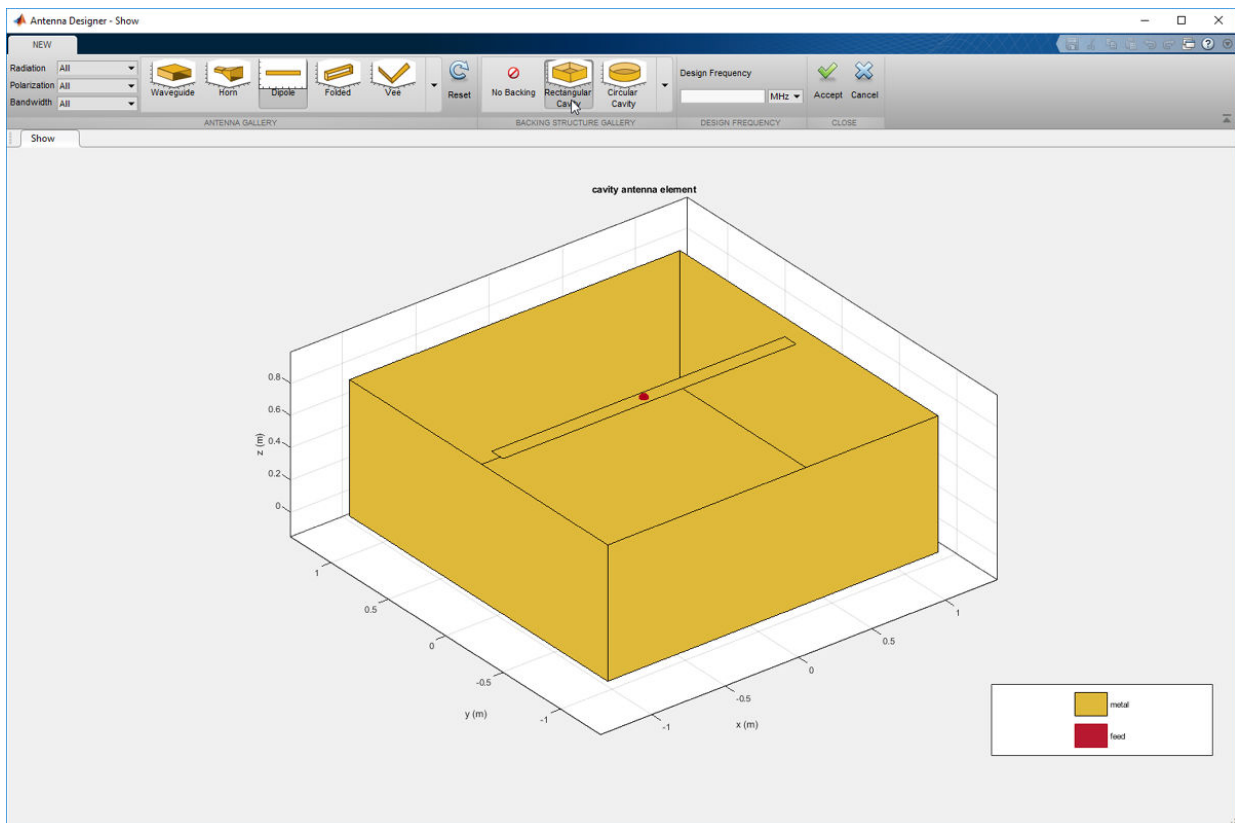 Antenna Designer - Show
NEW
Radiation All
Polarization All
Bandwidth All
Waveguide
Horn
Dipole
Folded
Vee
Reset
No Backing
Rectangular
Cavity
Circular
Cavity
Design Frequency
MHz
Accept
Cancel
ANTENNA GALLERY
BACKING STRUCTURE GALLERY
DESIGN FREQUENCY
CLOSE
Show
cavity antenna element
0.8
0.6
0.4
0.2
0
z (m)
1
0.5
0
-0.5
-1
y (m)
1
0.5
0
-0.5
-1
x (m)
metal
feed